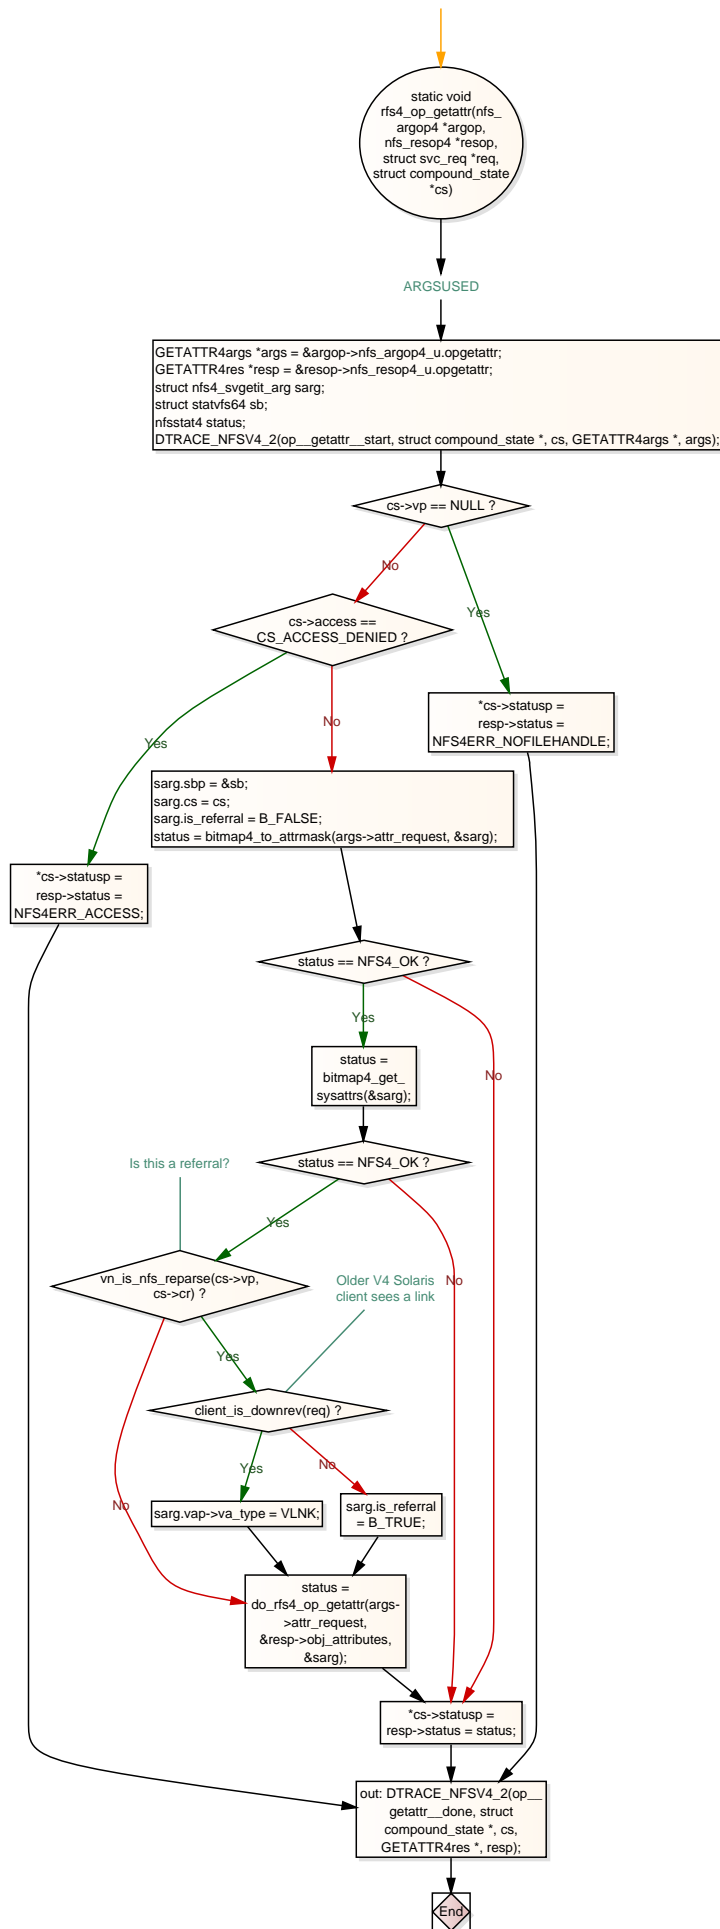 static void
rfs4_op_getattr(nfs_
argop4 *argop,
nfs_resop4 *resop,
struct svc_req *req,
struct compound_state
*cs)
ARGSUSED
GETATTR4args *args = &argop->nfs_argop4_u.opgetattr;
GETATTR4res *resp = &resop->nfs_resop4_u.opgetattr;
struct nfs4_svgetit_arg sarg;
struct statvfs64 sb;
nfsstat4 status;
DTRACE_NFSV4_2(op__getattr__start, struct compound_state *, cs, GETATTR4args *, args);
cs->vp == NULL ?
No
Yes
cs->access ==
CS_ACCESS_DENIED ?
Yes
No
*cs->statusp =
resp->status =
NFS4ERR_NOFILEHANDLE;
sarg.sbp = &sb;
sarg.cs = cs;
sarg.is_referral = B_FALSE;
status = bitmap4_to_attrmask(args->attr_request, &sarg);
*cs->statusp =
resp->status =
NFS4ERR_ACCESS;
status == NFS4_OK ?
Yes
No
status =
bitmap4_get_
sysattrs(&sarg);
status == NFS4_OK ?
Is this a referral?
Yes
No
vn_is_nfs_reparse(cs->vp,
cs->cr) ?
Older V4 Solaris
client sees a link
Yes
No
client_is_downrev(req) ?
Yes
No
sarg.vap->va_type = VLNK;
sarg.is_referral
= B_TRUE;
status =
do_rfs4_op_getattr(args-
>attr_request,
&resp->obj_attributes,
&sarg);
*cs->statusp =
resp->status = status;
out: DTRACE_NFSV4_2(op__
getattr__done, struct
compound_state *, cs,
GETATTR4res *, resp);
End